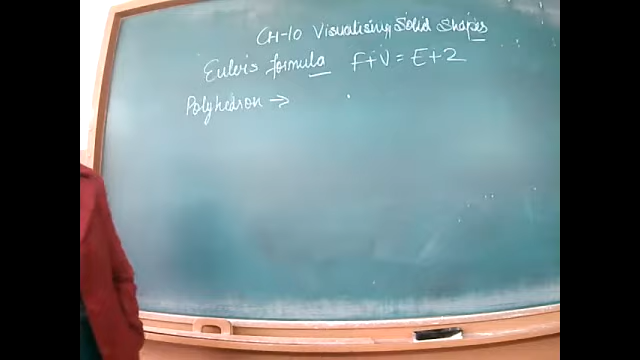 CH-10 Visualising Solid Shapes
Euler's formula F+V = E+2
Polyhedron →